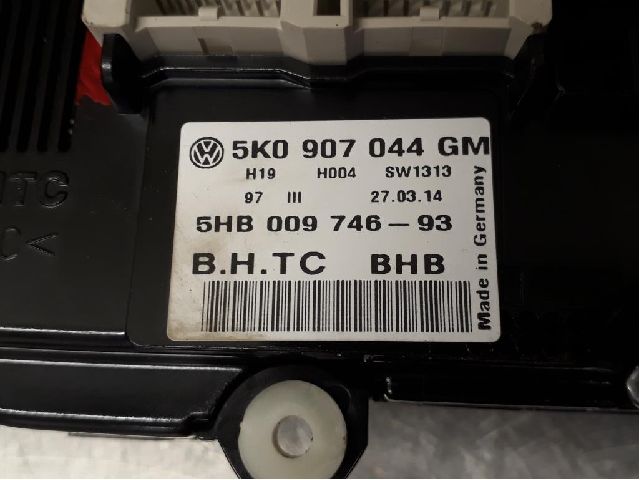 5K0 907 044 GM
H19 H004 SW1313
97 III 27.03.14
5HB 009 746-93
B.H.TC BHB
Made in Germany
HTC
C<